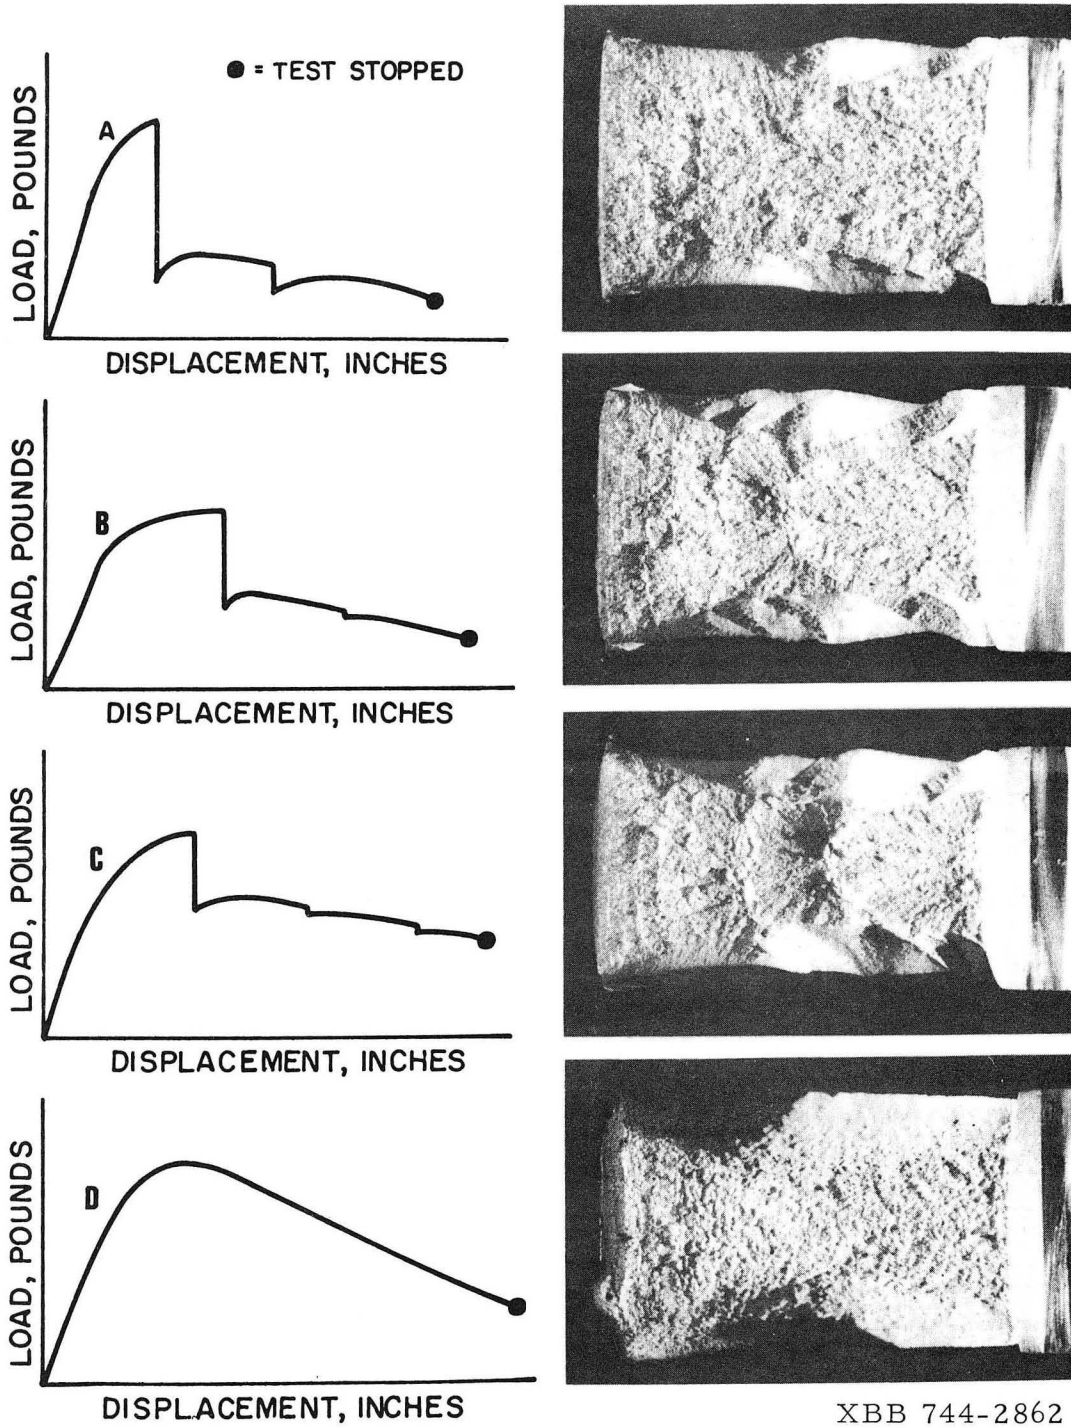 ● = TEST STOPPED
A
LOAD, POUNDS
DISPLACEMENT, INCHES
B
LOAD, POUNDS
DISPLACEMENT, INCHES
C
LOAD, POUNDS
DISPLACEMENT, INCHES
D
LOAD, POUNDS
DISPLACEMENT, INCHES
XBB 744-2862